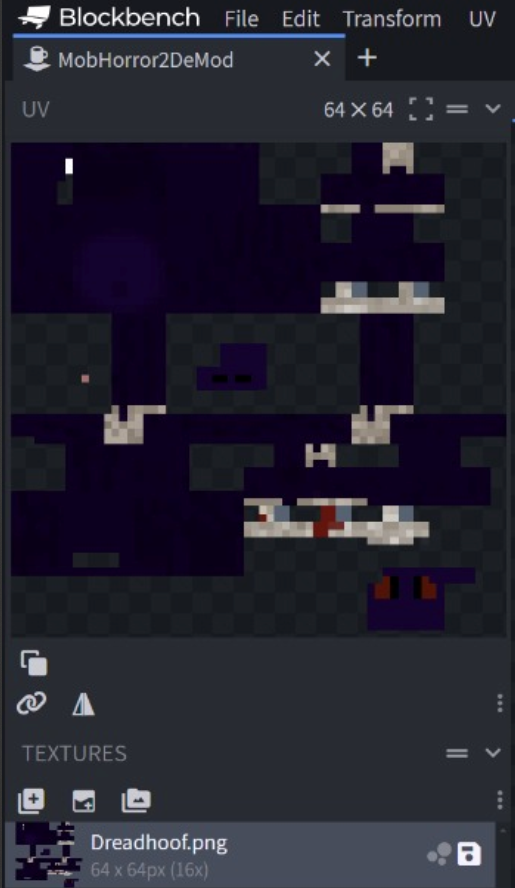 Blockbench File Edit Transform UV
MobHorror2DeMod
UV 64×64
TEXTURES
Dreadhoof.png
64 x 64px (16x)